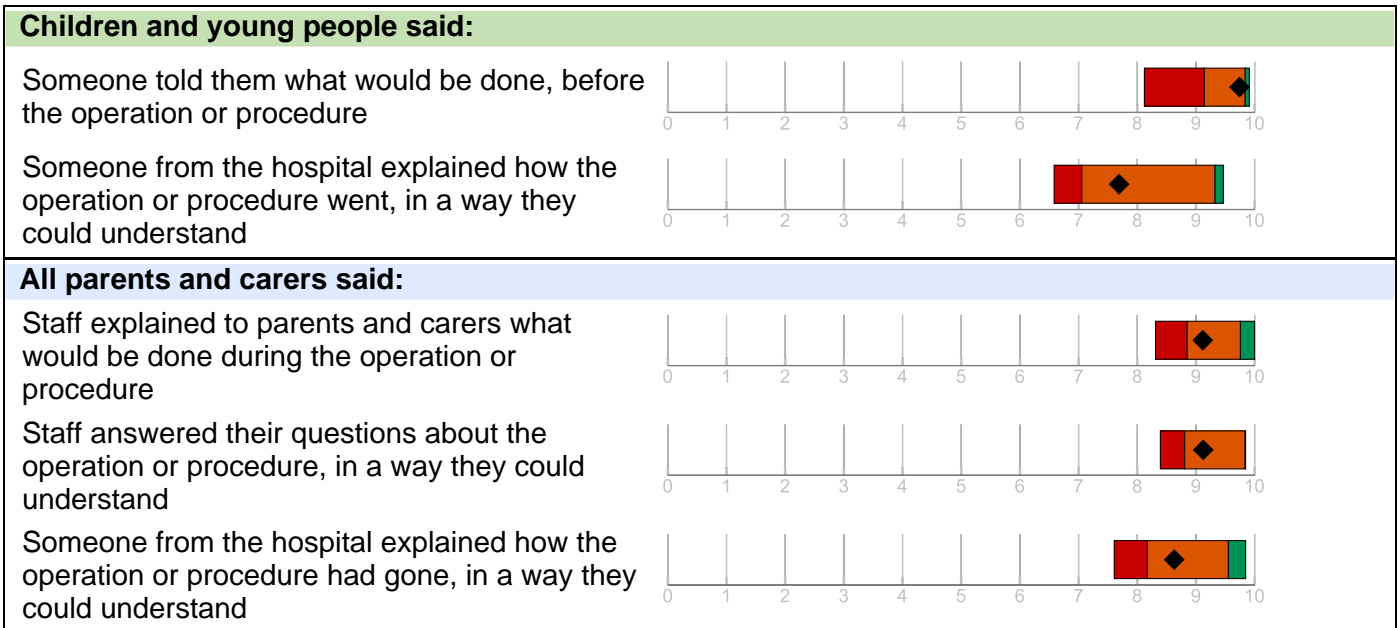 Children and young people said:
Someone told them what would be done, before
the operation or procedure
0 1 2 3 4 5 6 7 8 9 10
Someone from the hospital explained how the
operation or procedure went, in a way they
could understand
0 1 2 3 4 5 6 7 8 9 10
All parents and carers said:
Staff explained to parents and carers what
would be done during the operation or
procedure
0 1 2 3 4 5 6 7 8 9 10
Staff answered their questions about the
operation or procedure, in a way they could
understand
0 1 2 3 4 5 6 7 8 9 10
Someone from the hospital explained how the
operation or procedure had gone, in a way they
could understand
0 1 2 3 4 5 6 7 8 9 10